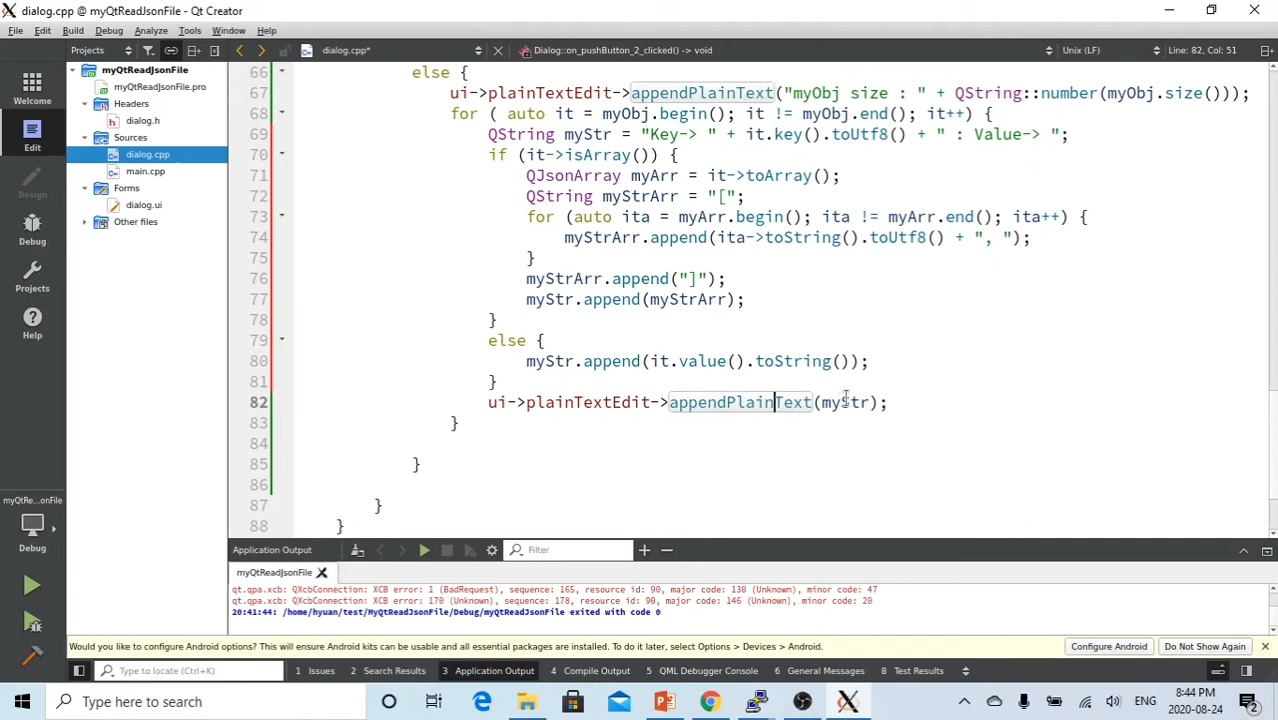 dialog.cpp @ myQtReadJsonFile - Qt Creator
File Edit Build Debug Analyze Tools Window Help
Projects dialog.cpp* Dialog::on_pushButton_2_clicked() -> void Unix (LF) Line: 82, Col: 51
Welcome
Edit
Design
Debug
Projects
Help
myQtR...onFile
Debug
myQtReadJsonFile
myQtReadJsonFile.pro
Headers
dialog.h
Sources
dialog.cpp
main.cpp
Forms
dialog.ui
Other files
66 else {
67 ui->plainTextEdit->appendPlainText("myObj size : " + QString::number(myObj.size()));
68 for ( auto it = myObj.begin(); it != myObj.end(); it++) {
69 QString myStr = "Key-> " + it.key().toUtf8() + " : Value-> ";
70 if (it->isArray()) {
71 QJsonArray myArr = it->toArray();
72 QString myStrArr = "[";
73 for (auto ita = myArr.begin(); ita != myArr.end(); ita++) {
74 myStrArr.append(ita->toString().toUtf8() + ", ");
75 }
76 myStrArr.append("]");
77 myStr.append(myStrArr);
78 }
79 else {
80 myStr.append(it.value().toString());
81 }
82 ui->plainTextEdit->appendPlainText(myStr);
83 }
84
85 }
86
87 }
88 }
Application Output Filter
myQtReadJsonFile
qt.qpa.xcb: QXcbConnection: XCB error: 1 (BadRequest), sequence: 165, resource id: 90, major code: 130 (Unknown), minor code: 47
qt.qpa.xcb: QXcbConnection: XCB error: 170 (Unknown), sequence: 178, resource id: 90, major code: 146 (Unknown), minor code: 20
20:41:44: /home/hyuan/test/MyQtReadJsonFile/Debug/myQtReadJsonFile exited with code 0
Would you like to configure Android options? This will ensure Android kits can be usable and all essential packages are installed. To do it later, select Options > Devices > Android. Configure Android Do Not Show Again
Type to locate (Ctrl+K) 1 Issues 2 Search Results 3 Application Output 4 Compile Output 5 QML Debugger Console 6 General Messages 8 Test Results
Type here to search ENG 8:44 PM
2020-08-24 2